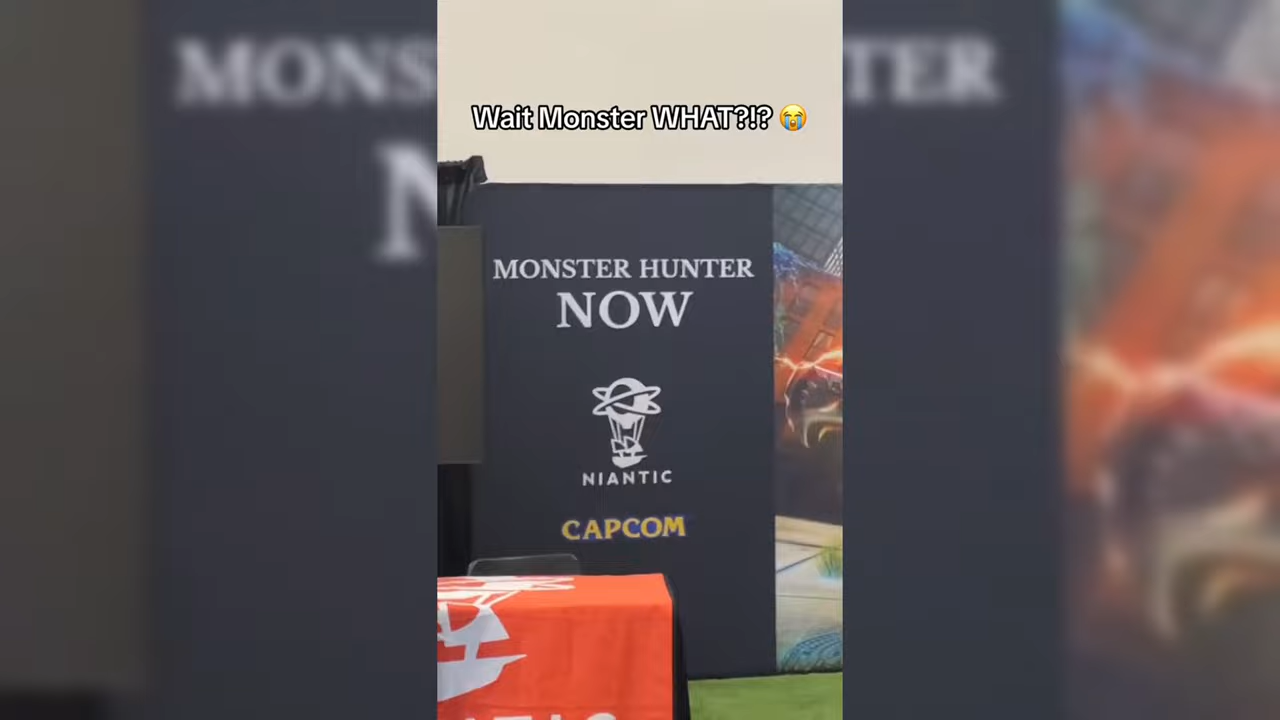 Wait Monster WHAT?!? 😭
MONSTER HUNTER
NOW
NIANTIC
CAPCOM